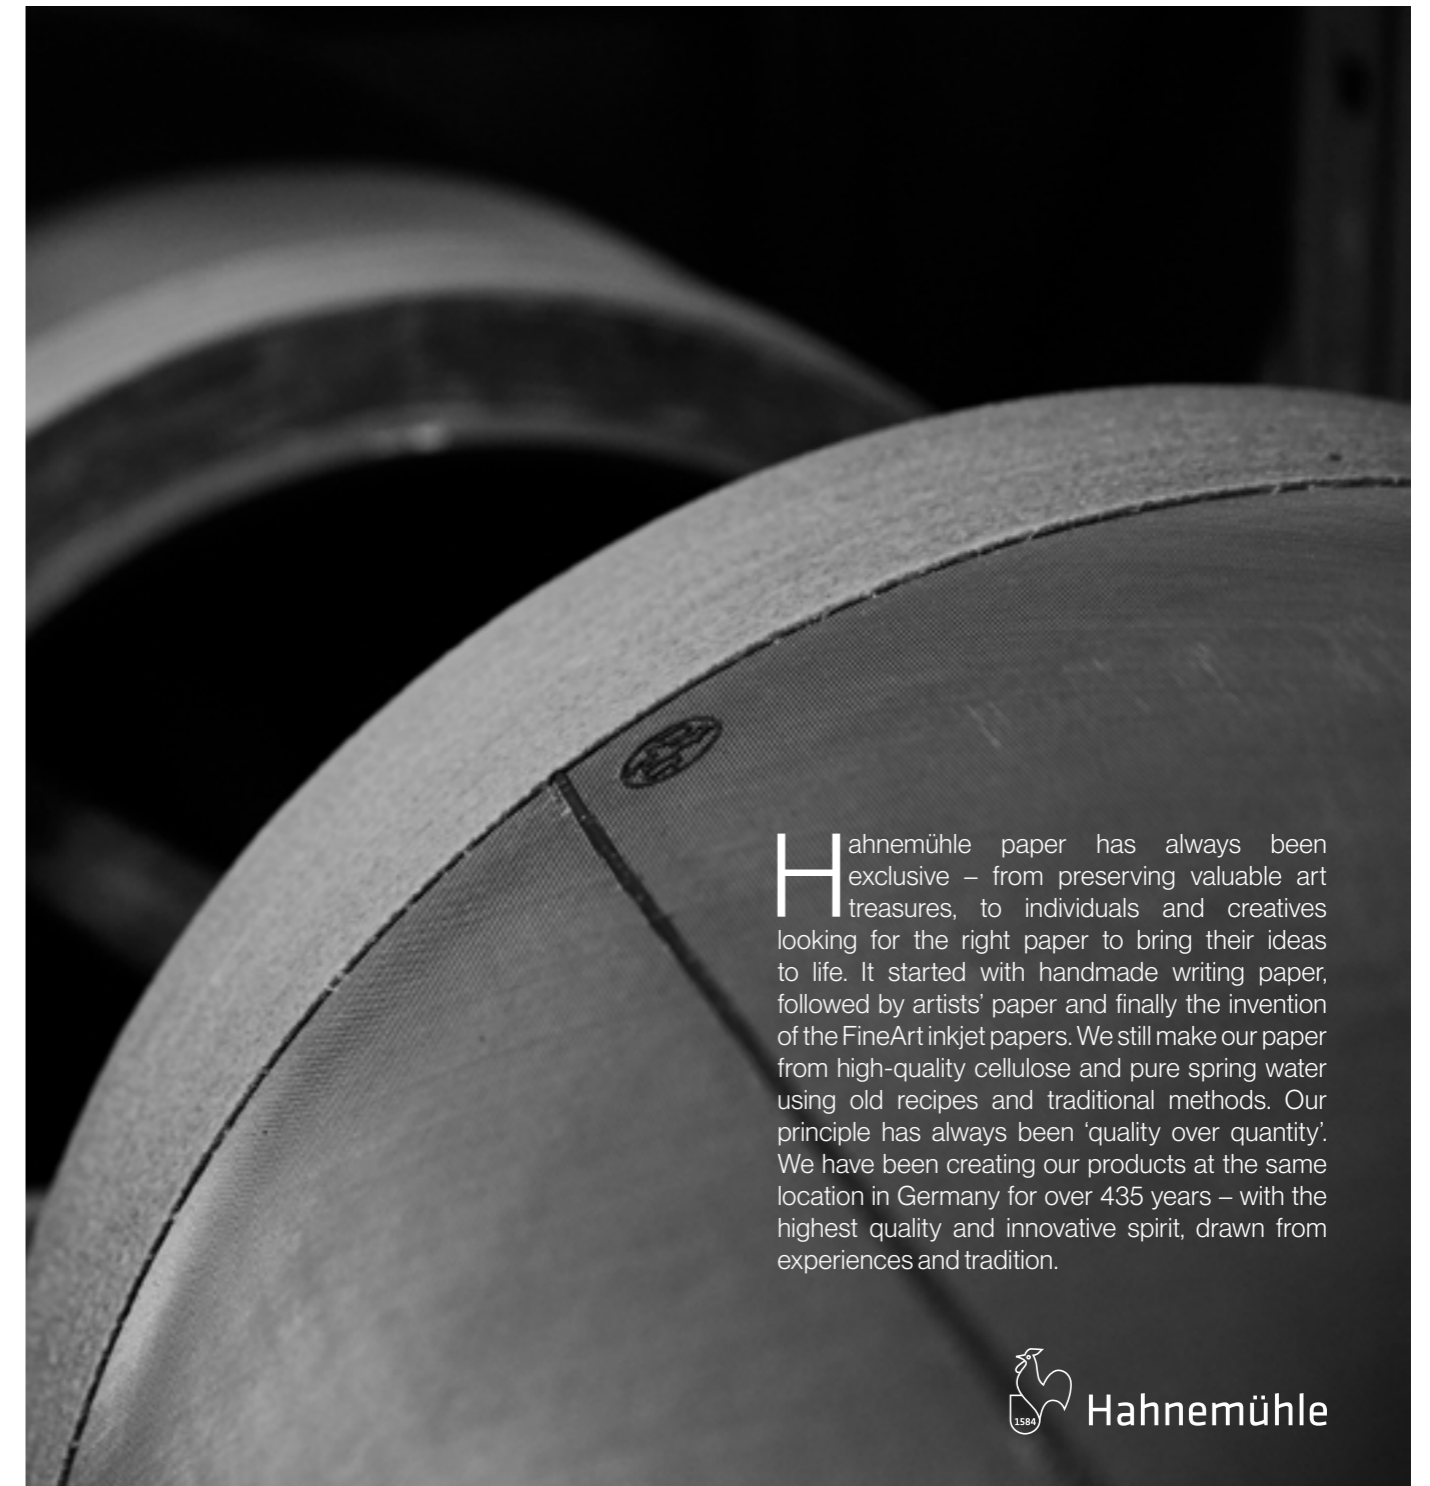 Hahnemühle paper has always been
exclusive – from preserving valuable art
treasures, to individuals and creatives
looking for the right paper to bring their ideas
to life. It started with handmade writing paper,
followed by artists’ paper and finally the invention
of the FineArt inkjet papers. We still make our paper
from high-quality cellulose and pure spring water
using old recipes and traditional methods. Our
principle has always been ‘quality over quantity’.
We have been creating our products at the same
location in Germany for over 435 years – with the
highest quality and innovative spirit, drawn from
experiences and tradition.
1584
Hahnemühle